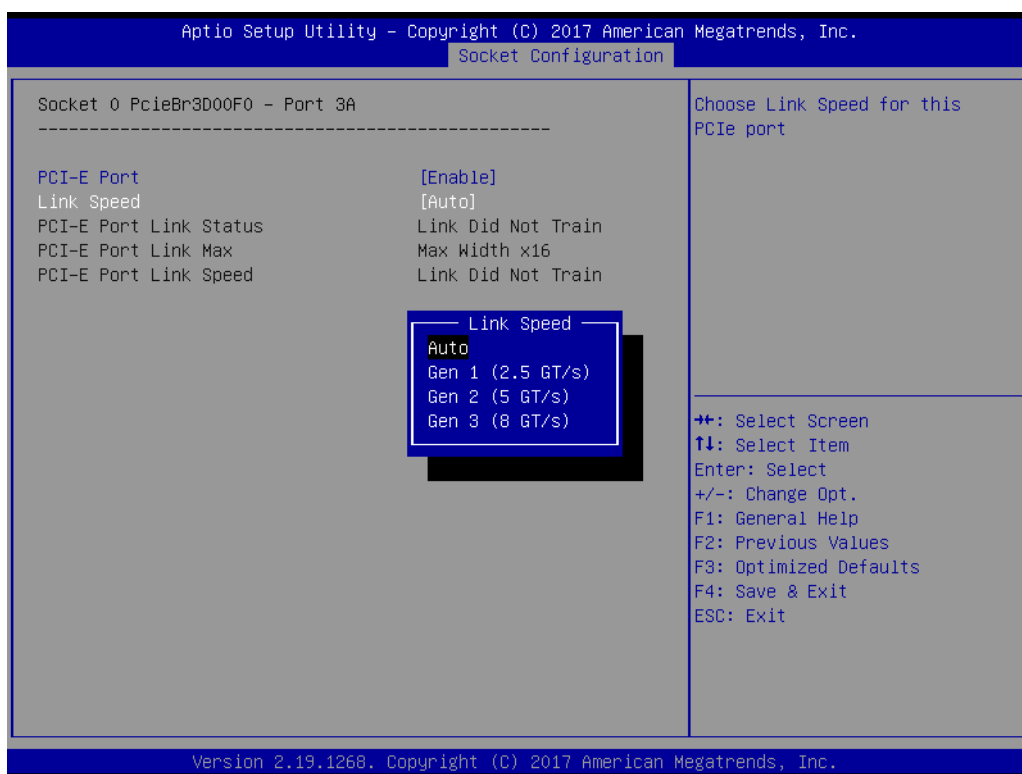 Aptio Setup Utility – Copyright (C) 2017 American Megatrends, Inc.
Socket Configuration
Socket 0 PcieBr3D00F0 – Port 3A
--------------------------------------------------
PCI-E Port [Enable]
Link Speed [Auto]
PCI-E Port Link Status Link Did Not Train
PCI-E Port Link Max Max Width x16
PCI-E Port Link Speed Link Did Not Train
Link Speed
Auto
Gen 1 (2.5 GT/s)
Gen 2 (5 GT/s)
Gen 3 (8 GT/s)
Choose Link Speed for this
PCIe port
→←: Select Screen
↑↓: Select Item
Enter: Select
+/-: Change Opt.
F1: General Help
F2: Previous Values
F3: Optimized Defaults
F4: Save & Exit
ESC: Exit
Version 2.19.1268. Copyright (C) 2017 American Megatrends, Inc.